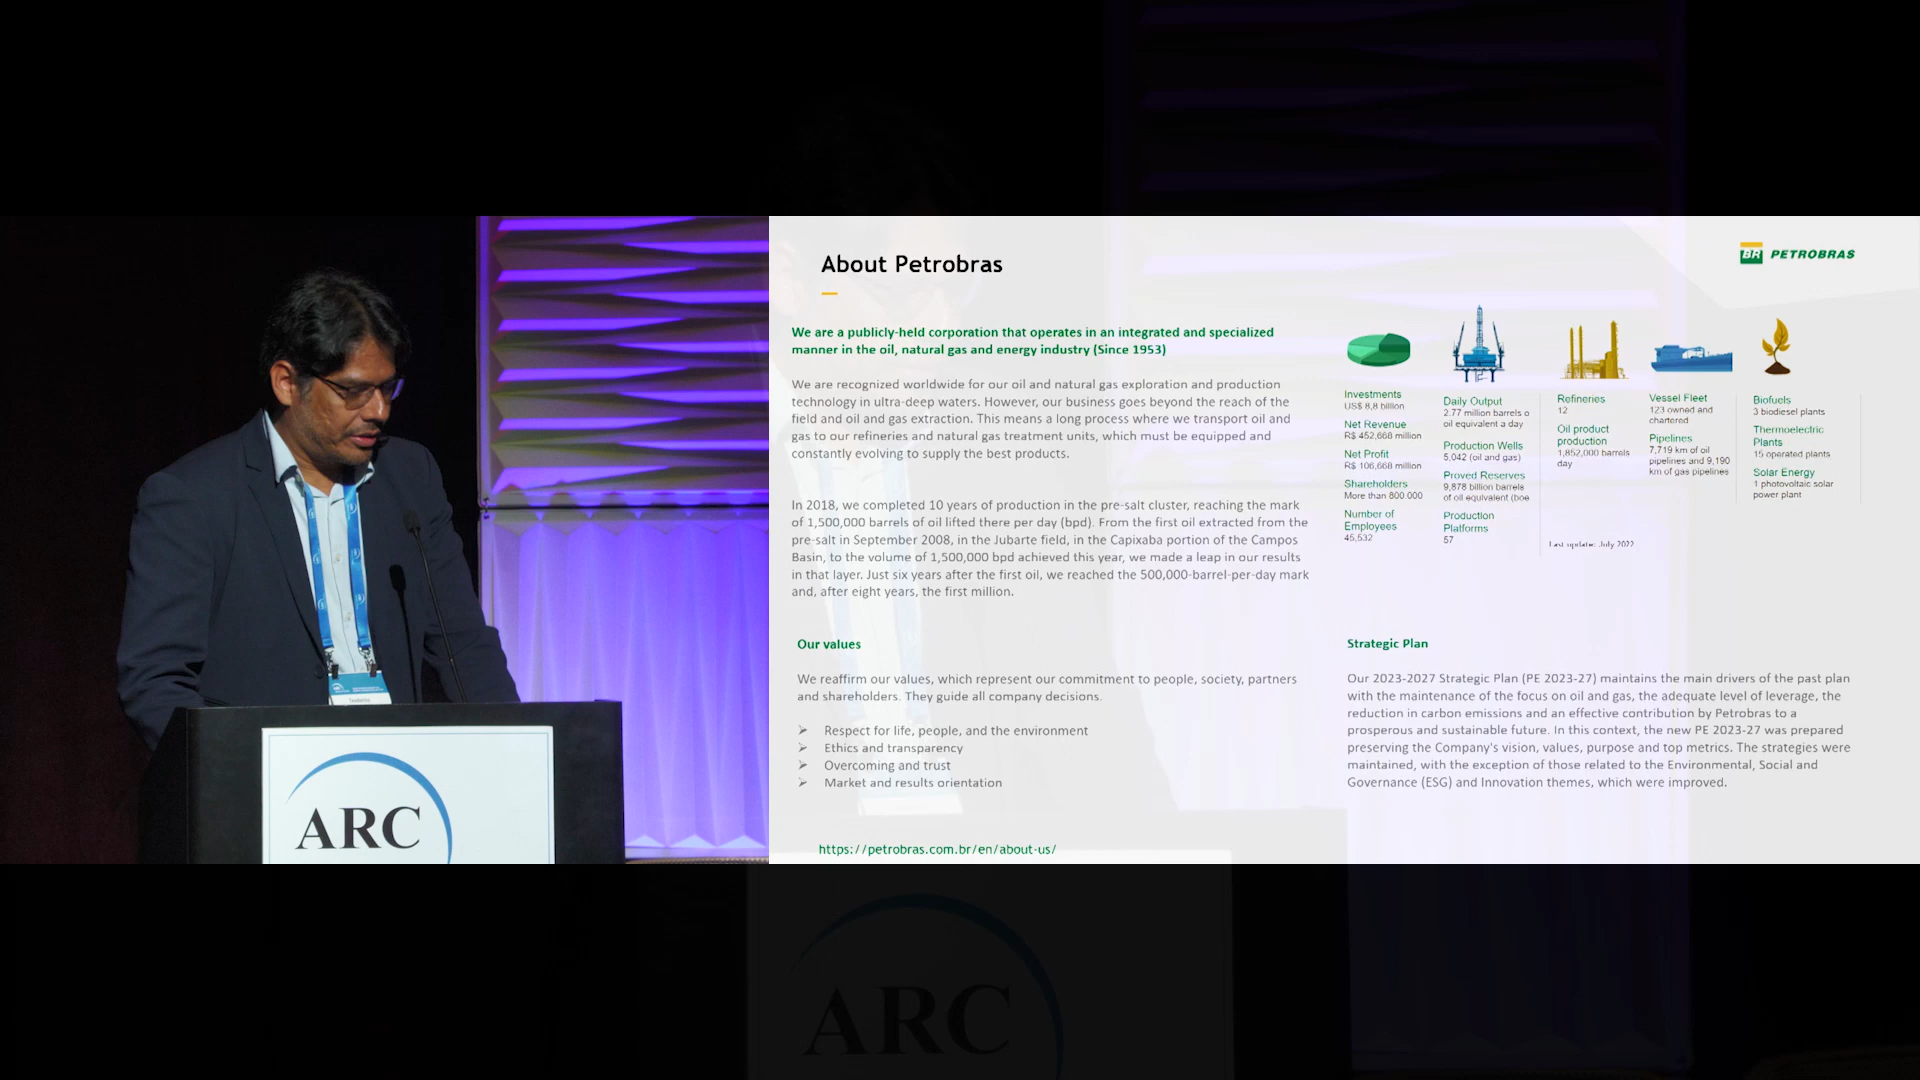 About Petrobras
BR PETROBRAS
We are a publicly-held corporation that operates in an integrated and specialized
manner in the oil, natural gas and energy industry (Since 1953)
We are recognized worldwide for our oil and natural gas exploration and production
technology in ultra-deep waters. However, our business goes beyond the reach of the
field and oil and gas extraction. This means a long process where we transport oil and
gas to our refineries and natural gas treatment units, which must be equipped and
constantly evolving to supply the best products.
In 2018, we completed 10 years of production in the pre-salt cluster, reaching the mark
of 1,500,000 barrels of oil lifted there per day (bpd). From the first oil extracted from the
pre-salt in September 2008, in the Jubarte field, in the Capixaba portion of the Campos
Basin, to the volume of 1,500,000 bpd achieved this year, we made a leap in our results
in that layer. Just six years after the first oil, we reached the 500,000-barrel-per-day mark
and, after eight years, the first million.
Investments
US$ 8,8 billion
Net Revenue
R$ 452,668 million
Net Profit
R$ 106,668 million
Shareholders
More than 800.000
Number of
Employees
45,532
Daily Output
2.77 million barrels o
oil equivalent a day
Production Wells
5,042 (oil and gas)
Proved Reserves
9,878 billion barrels
of oil equivalent (boe
Production
Platforms
57
Refineries
12
Oil product
production
1,852,000 barrels
day
Last update: July 2022
Vessel Fleet
123 owned and
chartered
Pipelines
7,719 km of oil
pipelines and 9,190
km of gas pipelines
Biofuels
3 biodiesel plants
Thermoelectric
Plants
15 operated plants
Solar Energy
1 photovoltaic solar
power plant
Our values
We reaffirm our values, which represent our commitment to people, society, partners
and shareholders. They guide all company decisions.
Respect for life, people, and the environment
Ethics and transparency
Overcoming and trust
Market and results orientation
Strategic Plan
Our 2023-2027 Strategic Plan (PE 2023-27) maintains the main drivers of the past plan
with the maintenance of the focus on oil and gas, the adequate level of leverage, the
reduction in carbon emissions and an effective contribution by Petrobras to a
prosperous and sustainable future. In this context, the new PE 2023-27 was prepared
preserving the Company's vision, values, purpose and top metrics. The strategies were
maintained, with the exception of those related to the Environmental, Social and
Governance (ESG) and Innovation themes, which were improved.
https://petrobras.com.br/en/about-us/
ARC
ARC